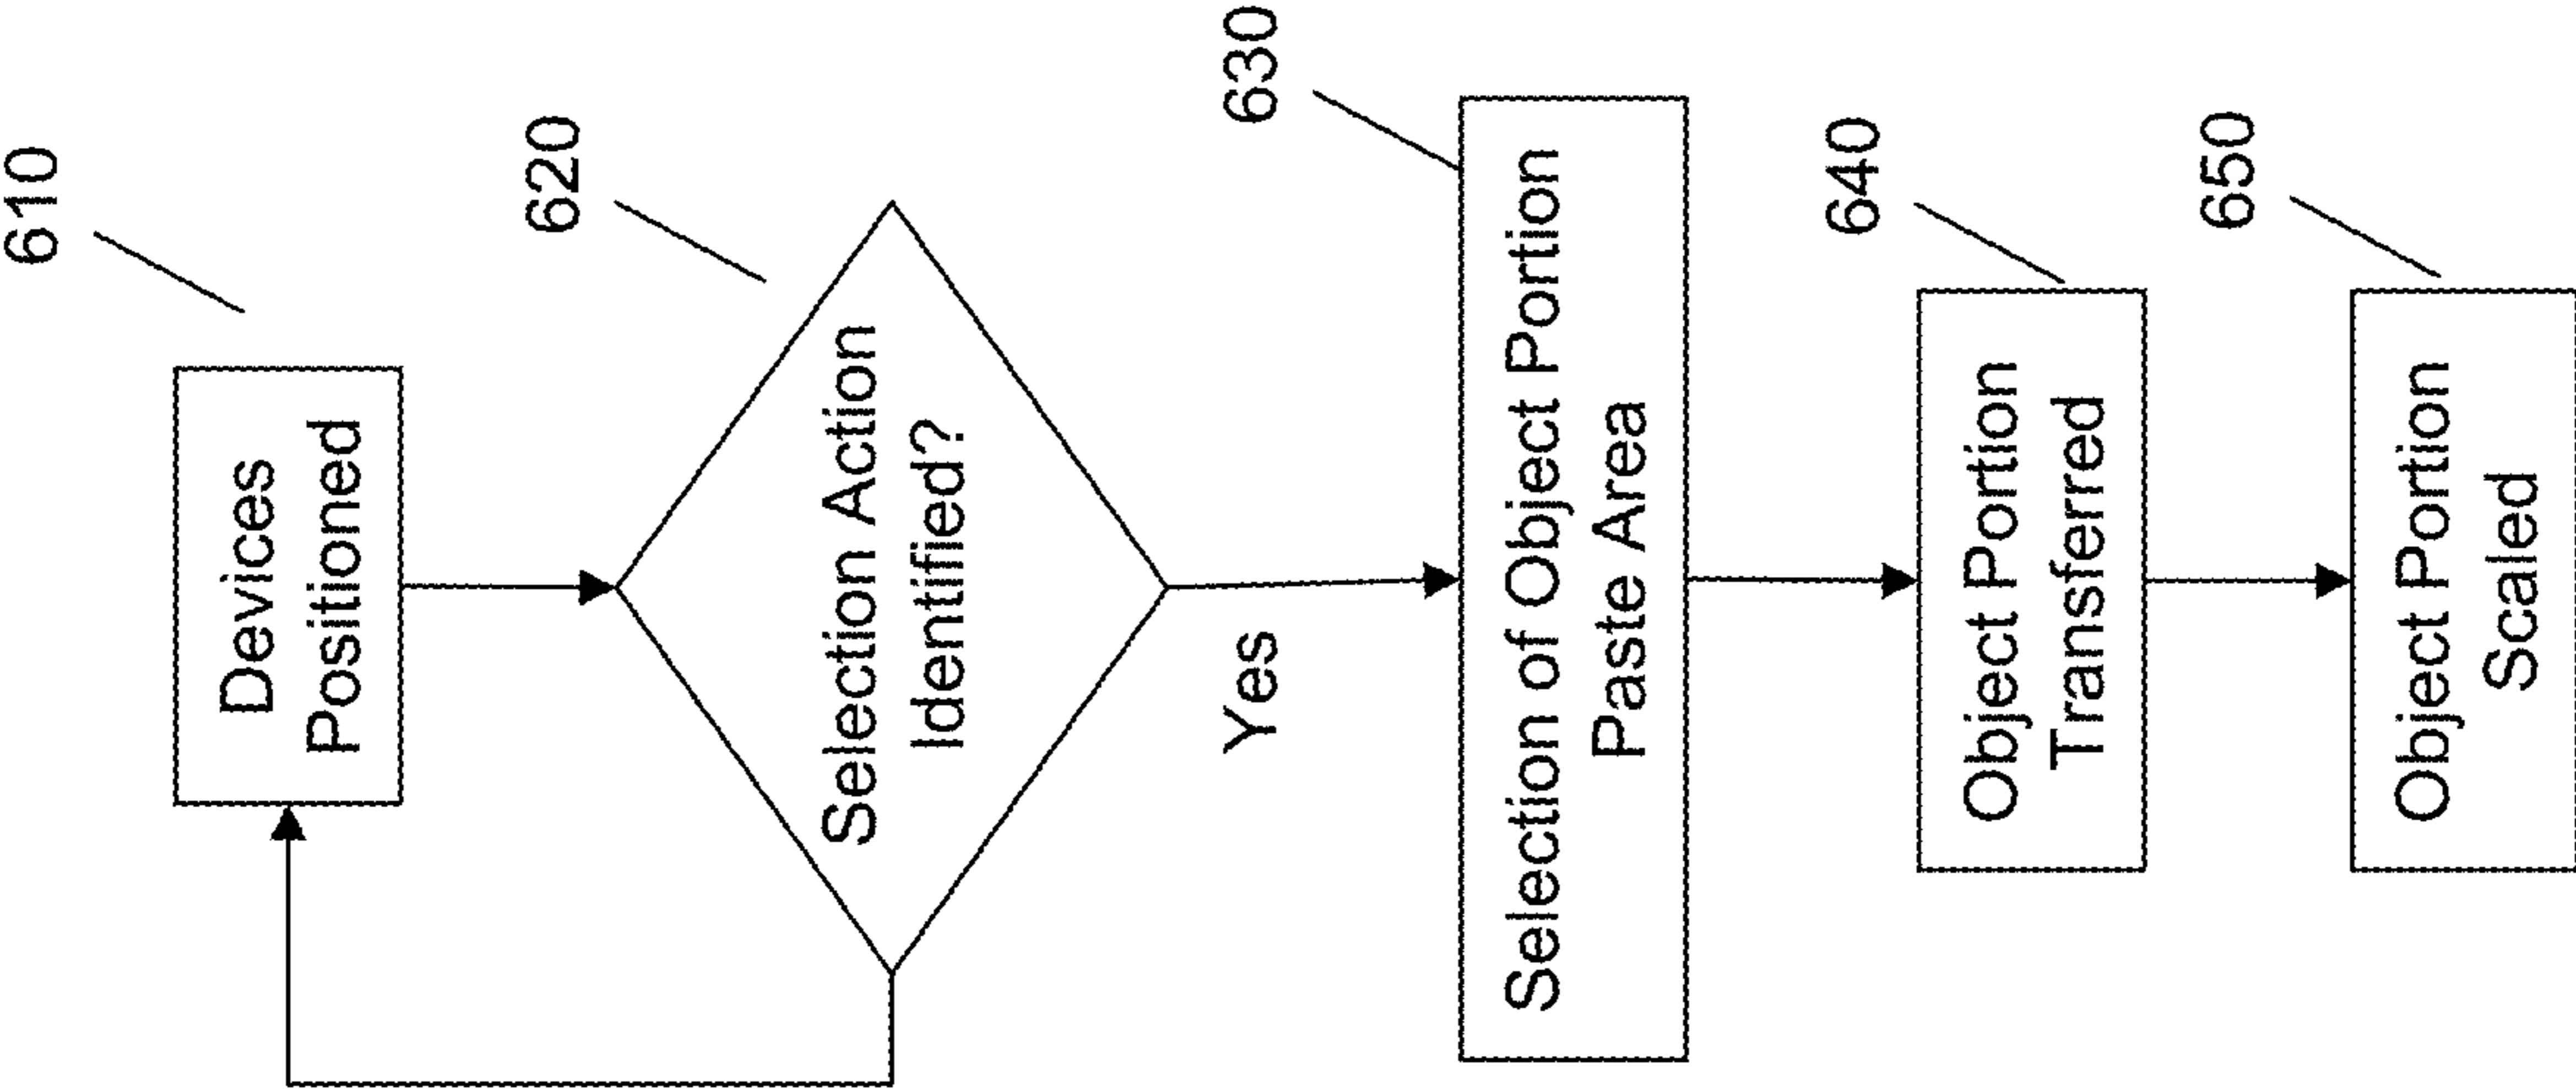 610
Devices
Positioned
620
Selection Action
Identified?
Yes
630
Selection of Object Portion
Paste Area
640
Object Portion
Transferred
650
Object Portion
Scaled